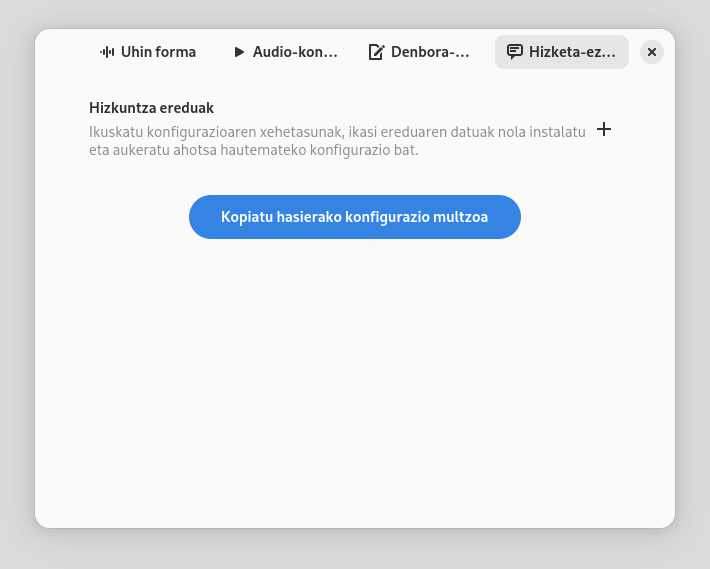 Uhin forma
Audio-kon…
Denbora-…
Hizketa-ez…
Hizkuntza ereduak
Ikuskatu konfigurazioaren xehetasunak, ikasi ereduaren datuak nola instalatu
eta aukeratu ahotsa hautemateko konfigurazio bat.
Kopiatu hasierako konfigurazio multzoa